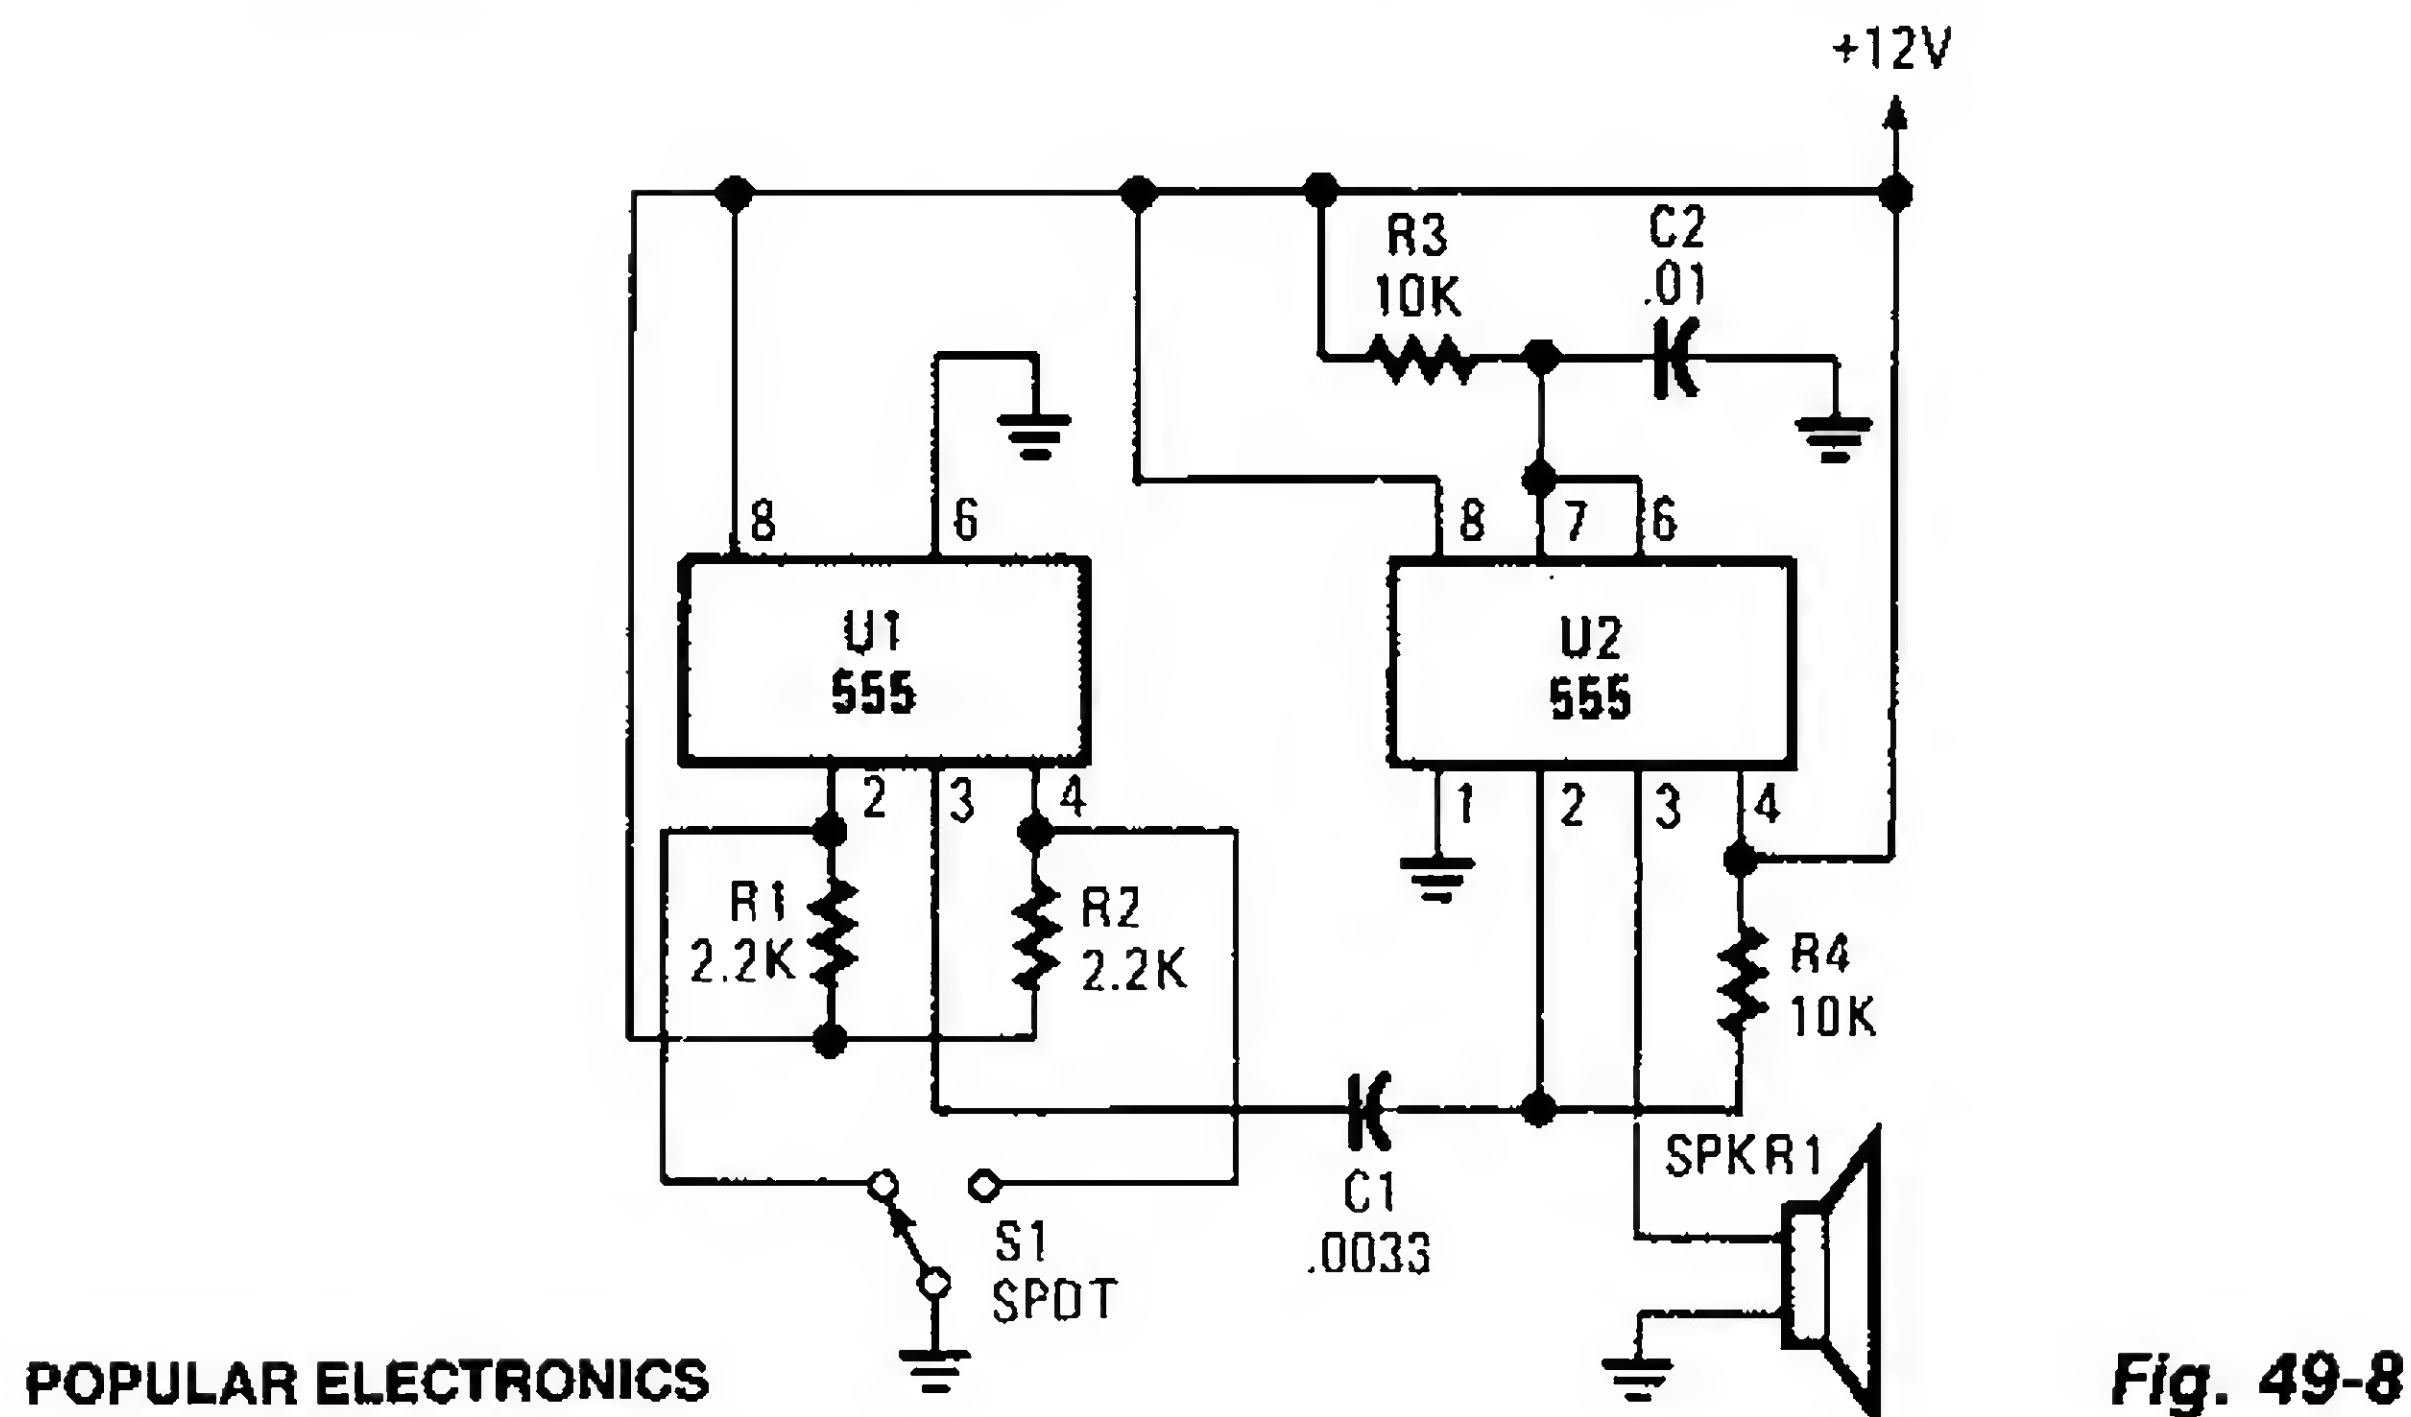 +12V
R3
10K
C2
.01
8
6
8
7
6
U1
555
U2
555
2
3
4
1
2
3
4
R1
2.2K
R2
2.2K
R4
10K
SPKR1
C1
.0033
S1
SPDT
POPULAR ELECTRONICS
Fig. 49-8